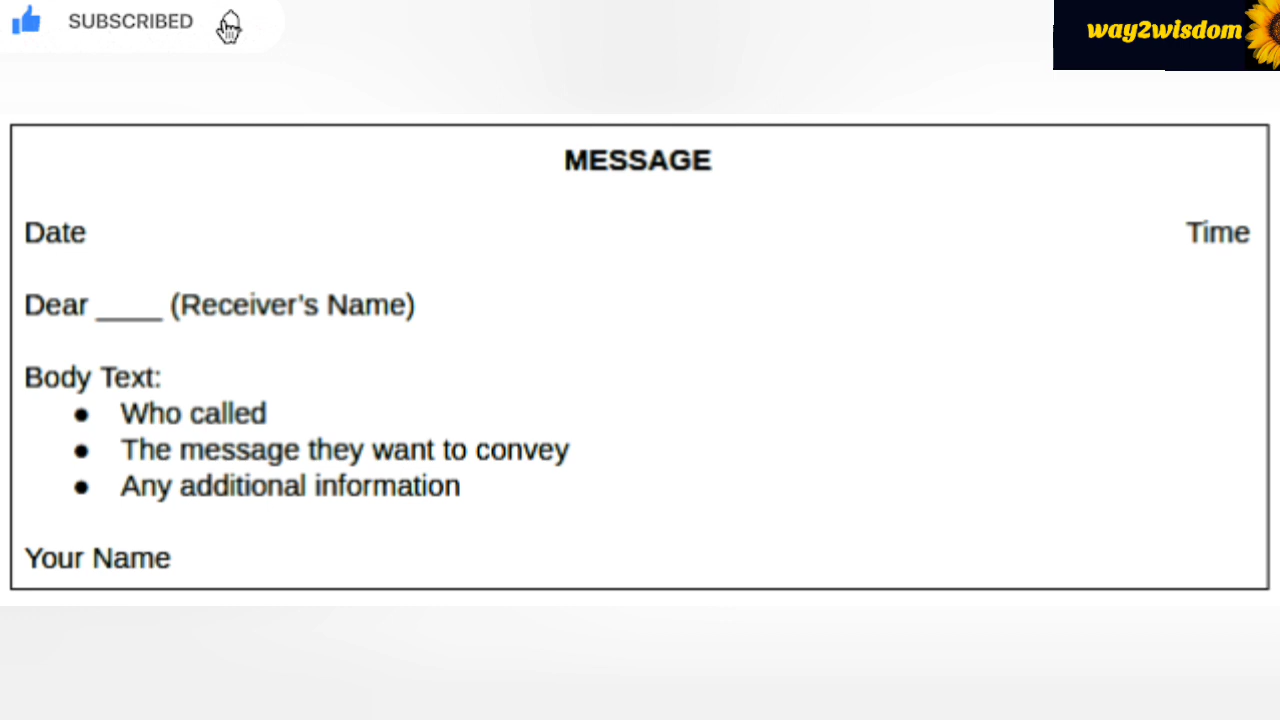 SUBSCRIBED
way2wisdom
MESSAGE
Date Time
Dear _____ (Receiver's Name)
Body Text:
● Who called
● The message they want to convey
● Any additional information
Your Name